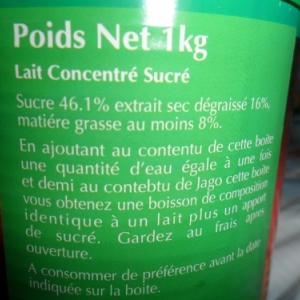 Poids Net 1kg
Lait Concentré Sucré
Sucre 46.1% extrait sec dégraissé 16%,
matiére grasse au moins 8%.
En ajoutant au contenu de cette boite
une quantité d'eau égale à une fois
et demi au contebtu de Jago cette boite
vous obtenez une boisson de composition
identique à un lait plus un apport
de sucré. Gardez au frais apres
ouverture.
A consommer de préférence avant la date
indiquée sur la boite.